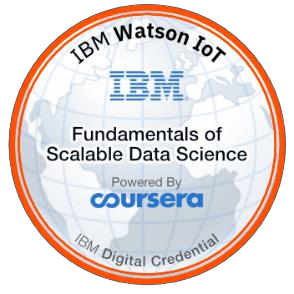 IBM Watson IoT
IBM
Fundamentals of
Scalable Data Science
Powered By
coursera
IBM Digital Credential